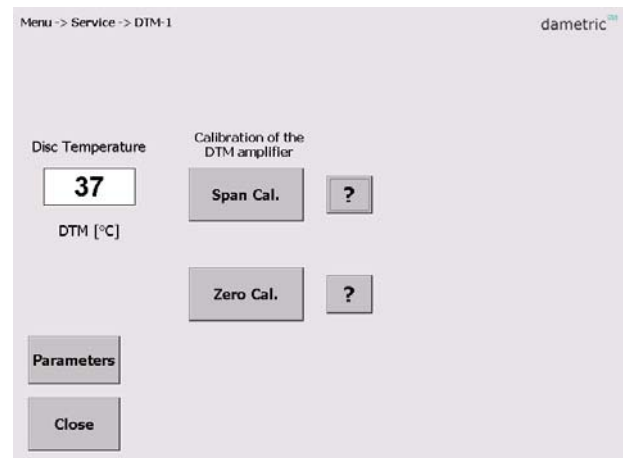 Menu -> Service -> DTM-1
dametric
Disc Temperature
37
DTM [°C]
Calibration of the
DTM amplifier
Span Cal.
?
Zero Cal.
?
Parameters
Close